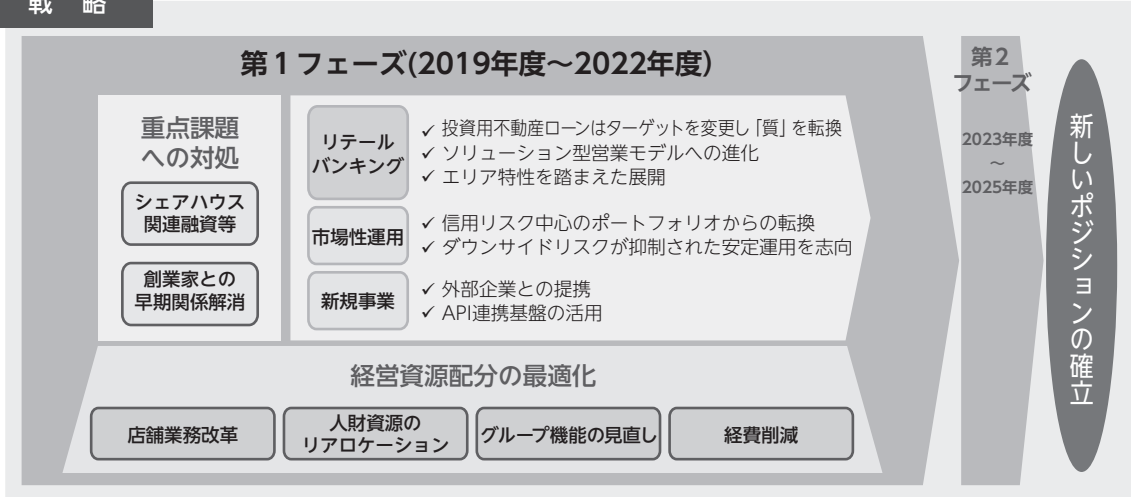 戦 略
第1フェーズ(2019年度～2022年度)
重点課題
への対処
シェアハウス
関連融資等
創業家との
早期関係解消
リテール
バンキング
✓ 投資用不動産ローンはターゲットを変更し「質」を転換
✓ ソリューション型営業モデルへの進化
✓ エリア特性を踏まえた展開
市場性運用
✓ 信用リスク中心のポートフォリオからの転換
✓ ダウンサイドリスクが抑制された安定運用を志向
新規事業
✓ 外部企業との提携
✓ API連携基盤の活用
経営資源配分の最適化
店舗業務改革
人財資源の
リアロケーション
グループ機能の見直し
経費削減
第2
フェーズ
2023年度
～
2025年度
新しいポジションの確立